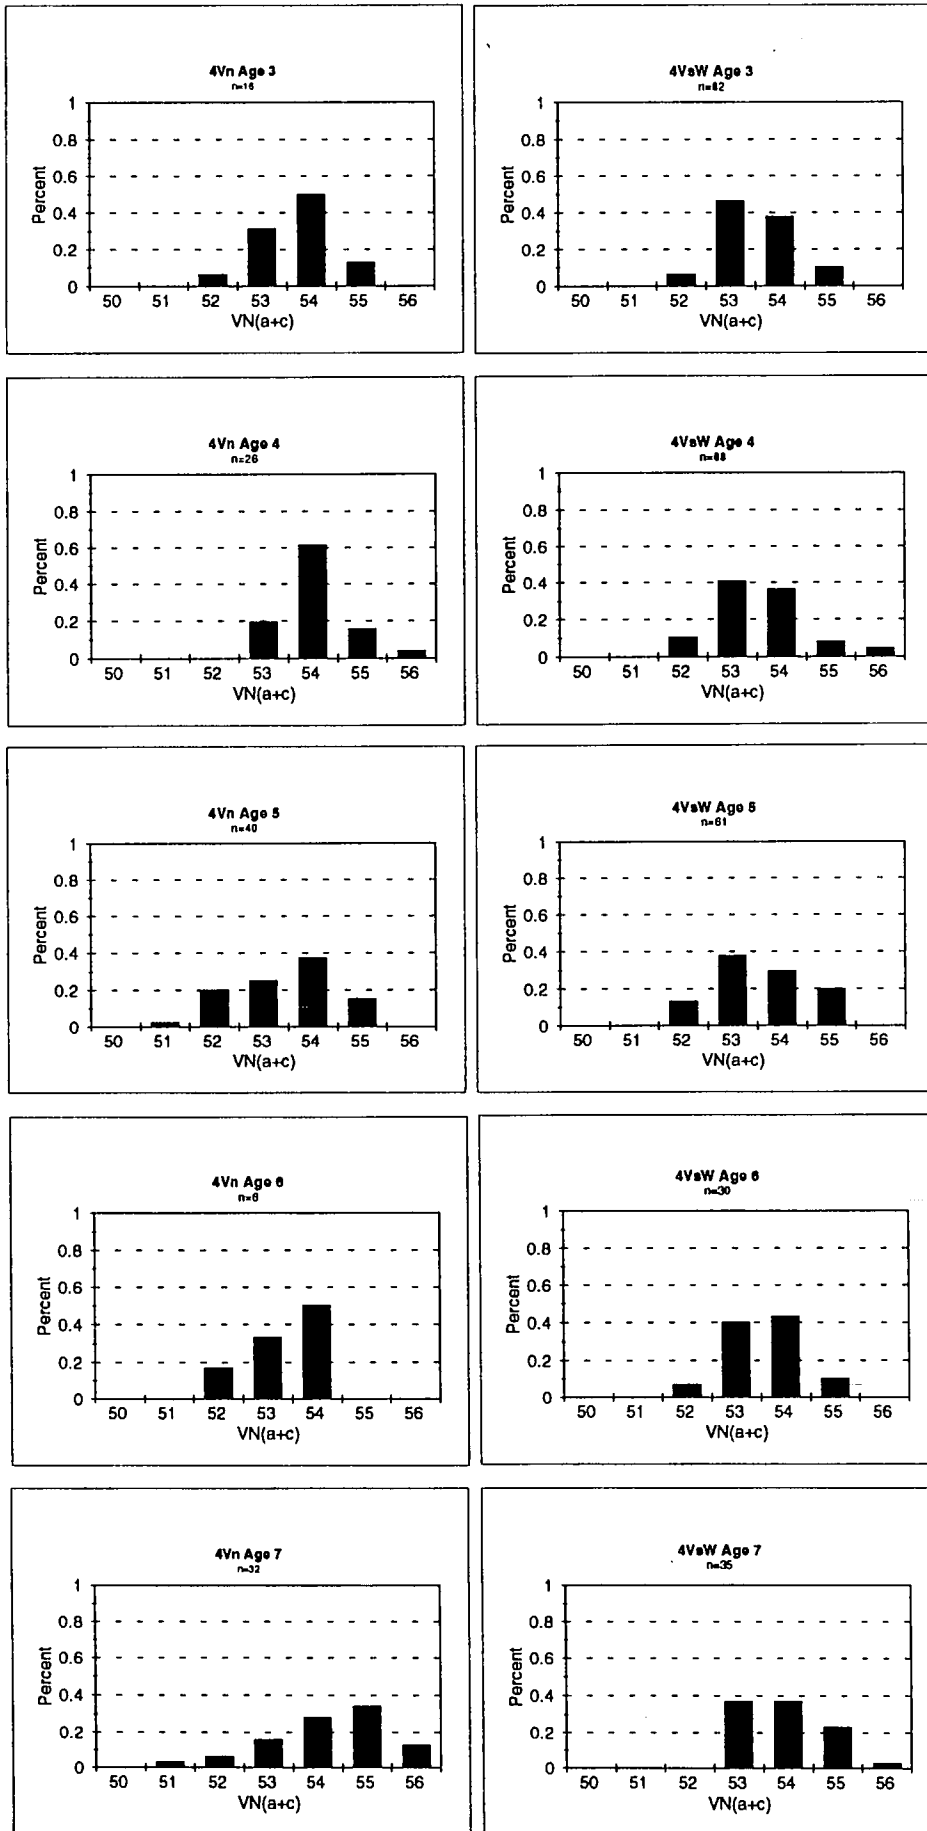 4Vn Age 3
n=16
1
0.8
0.6
0.4
0.2
0
Percent
50 51 52 53 54 55 56
VN(a+c)
4VsW Age 3
n=82
1
0.8
0.6
0.4
0.2
0
Percent
50 51 52 53 54 55 56
VN(a+c)
4Vn Age 4
n=26
1
0.8
0.6
0.4
0.2
0
Percent
50 51 52 53 54 55 56
VN(a+c)
4VsW Age 4
1
0.8
0.6
0.4
0.2
0
Percent
50 51 52 53 54 55 56
VN(a+c)
4Vn Age 5
n=40
1
0.8
0.6
0.4
0.2
0
Percent
50 51 52 53 54 55 56
VN(a+c)
4VsW Age 5
n=61
1
0.8
0.6
0.4
0.2
0
Percent
50 51 52 53 54 55 56
VN(a+c)
4Vn Age 6
n=6
1
0.8
0.6
0.4
0.2
0
Percent
50 51 52 53 54 55 56
VN(a+c)
4VsW Age 6
n=30
1
0.8
0.6
0.4
0.2
0
Percent
50 51 52 53 54 55 56
VN(a+c)
4Vn Age 7
n=32
1
0.8
0.6
0.4
0.2
0
Percent
50 51 52 53 54 55 56
VN(a+c)
4VsW Age 7
n=35
1
0.8
0.6
0.4
0.2
0
Percent
50 51 52 53 54 55 56
VN(a+c)